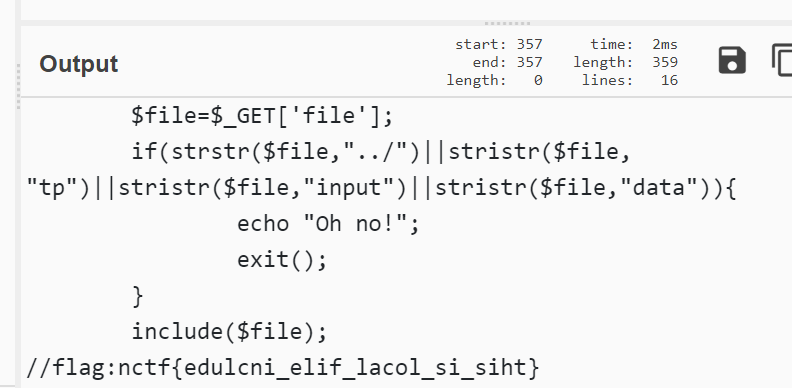 Output
start: 357
end: 357
length: 0
time: 2ms
length: 359
lines: 16
$file=$_GET['file'];
if(strstr($file,"../")||stristr($file,
"tp")||stristr($file,"input")||stristr($file,"data")){
echo "Oh no!";
exit();
}
include($file);
//flag:nctf{edulcni_elif_lacol_si_siht}